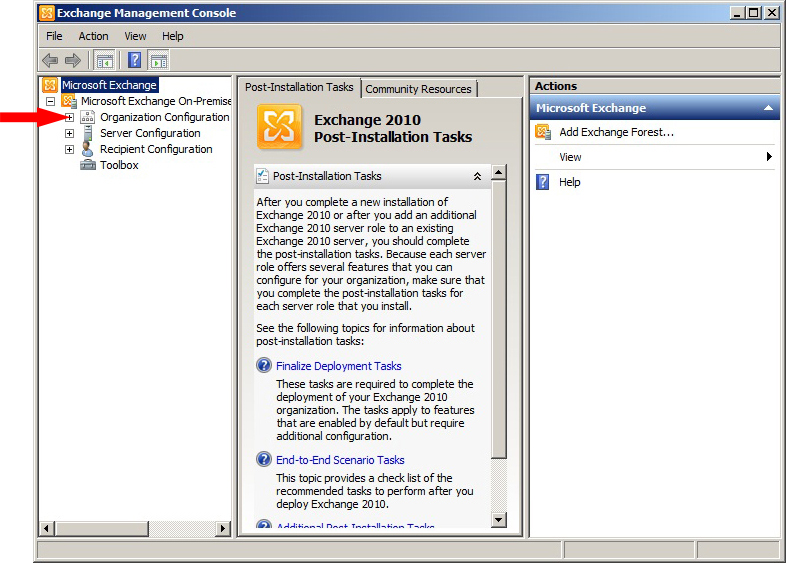 Exchange Management Console
File Action View Help
Microsoft Exchange
Microsoft Exchange On-Premise
Organization Configuration
Server Configuration
Recipient Configuration
Toolbox
Post-Installation Tasks
Community Resources
Exchange 2010
Post-Installation Tasks
Post-Installation Tasks
After you complete a new installation of
Exchange 2010 or after you add an additional
Exchange 2010 server role to an existing
Exchange 2010 server, you should complete
the post-installation tasks. Because each server
role offers several features that you can
configure for your organization, make sure that
you complete the post-installation tasks for
each server role that you install.
See the following topics for information about
post-installation tasks:
Finalize Deployment Tasks
These tasks are required to complete the
deployment of your Exchange 2010
organization. The tasks apply to features
that are enabled by default but require
additional configuration.
End-to-End Scenario Tasks
This topic provides a check list of the
recommended tasks to perform after you
deploy Exchange 2010.
Additional Post-Installation Tasks
Actions
Microsoft Exchange
Add Exchange Forest...
View
Help